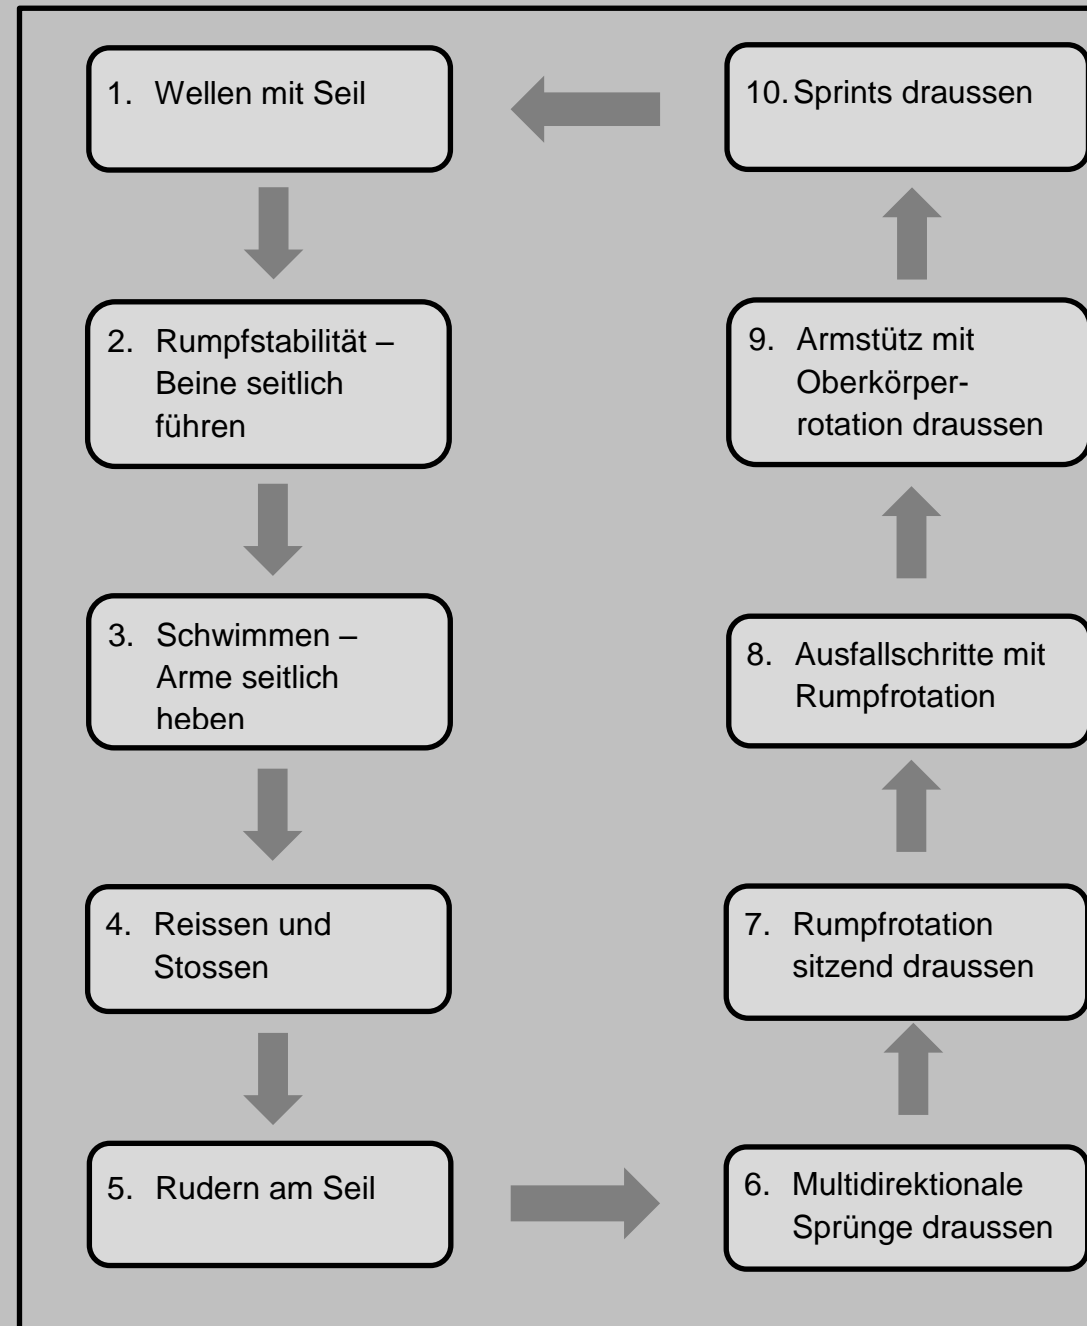 1. Wellen mit Seil
2. Rumpfstabilität –
Beine seitlich
führen
3. Schwimmen –
Arme seitlich
heben
4. Reissen und
Stossen
5. Rudern am Seil
6. Multidirektionale
Sprünge draussen
7. Rumpfrotation
sitzend draussen
8. Ausfallschritte mit
Rumpfrotation
9. Armstütz mit
Oberkörper-
rotation draussen
10. Sprints draussen